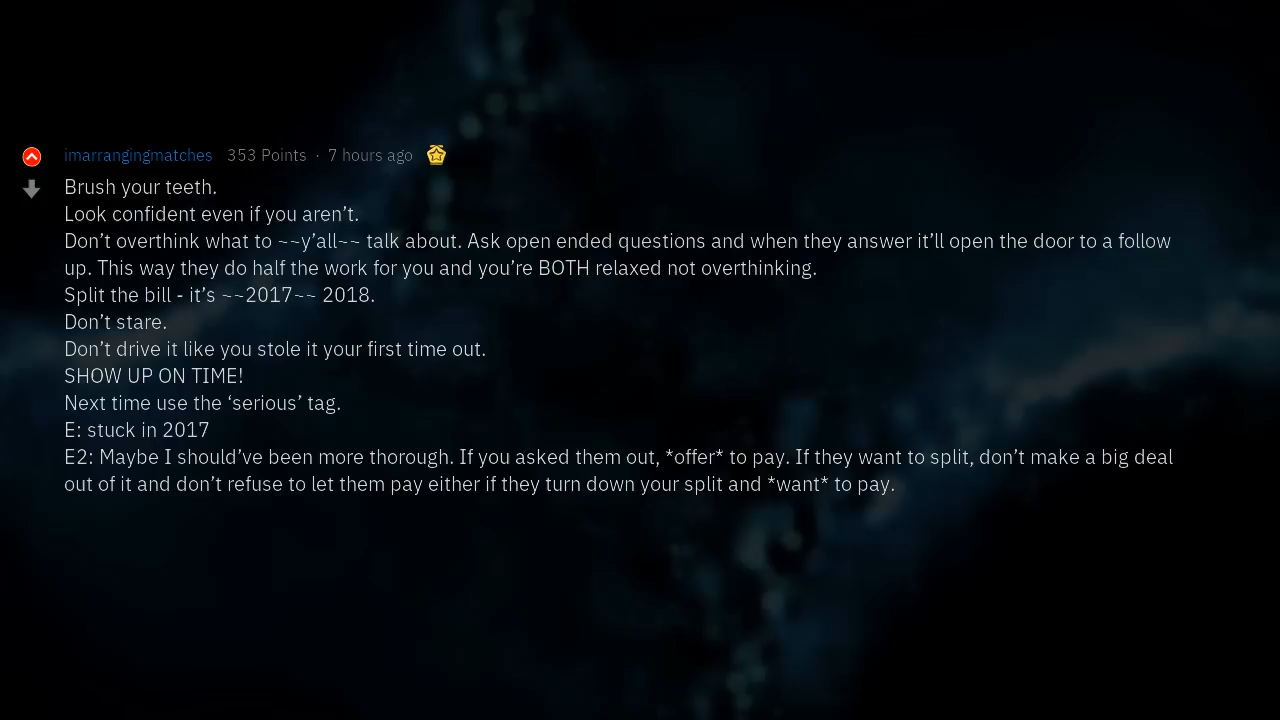 imarrangingmatches 353 Points · 7 hours ago
Brush your teeth.
Look confident even if you aren’t.
Don’t overthink what to ~~y’all~~ talk about. Ask open ended questions and when they answer it’ll open the door to a follow
up. This way they do half the work for you and you’re BOTH relaxed not overthinking.
Split the bill - it’s ~~2017~~ 2018.
Don’t stare.
Don’t drive it like you stole it your first time out.
SHOW UP ON TIME!
Next time use the ‘serious’ tag.
E: stuck in 2017
E2: Maybe I should’ve been more thorough. If you asked them out, *offer* to pay. If they want to split, don’t make a big deal
out of it and don’t refuse to let them pay either if they turn down your split and *want* to pay.